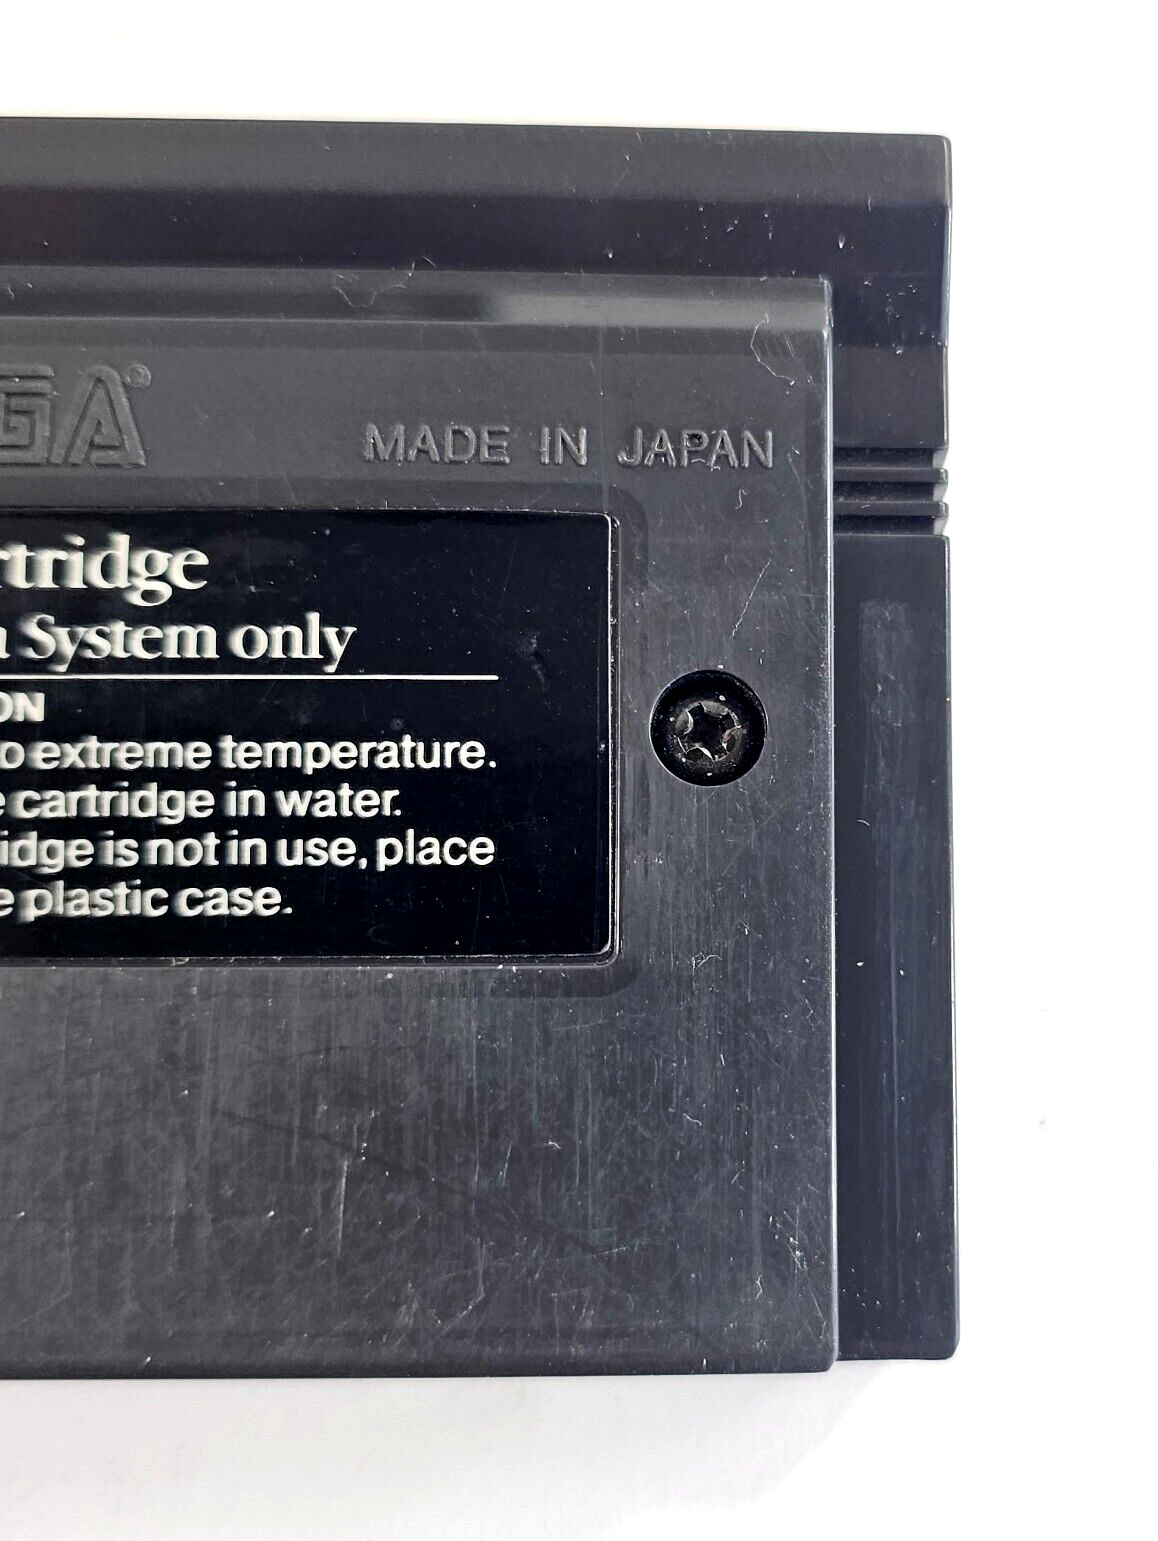 GA®
MADE IN JAPAN
rtridge
a System only
ON
o extreme temperature.
e cartridge in water.
idge is not in use, place
e plastic case.